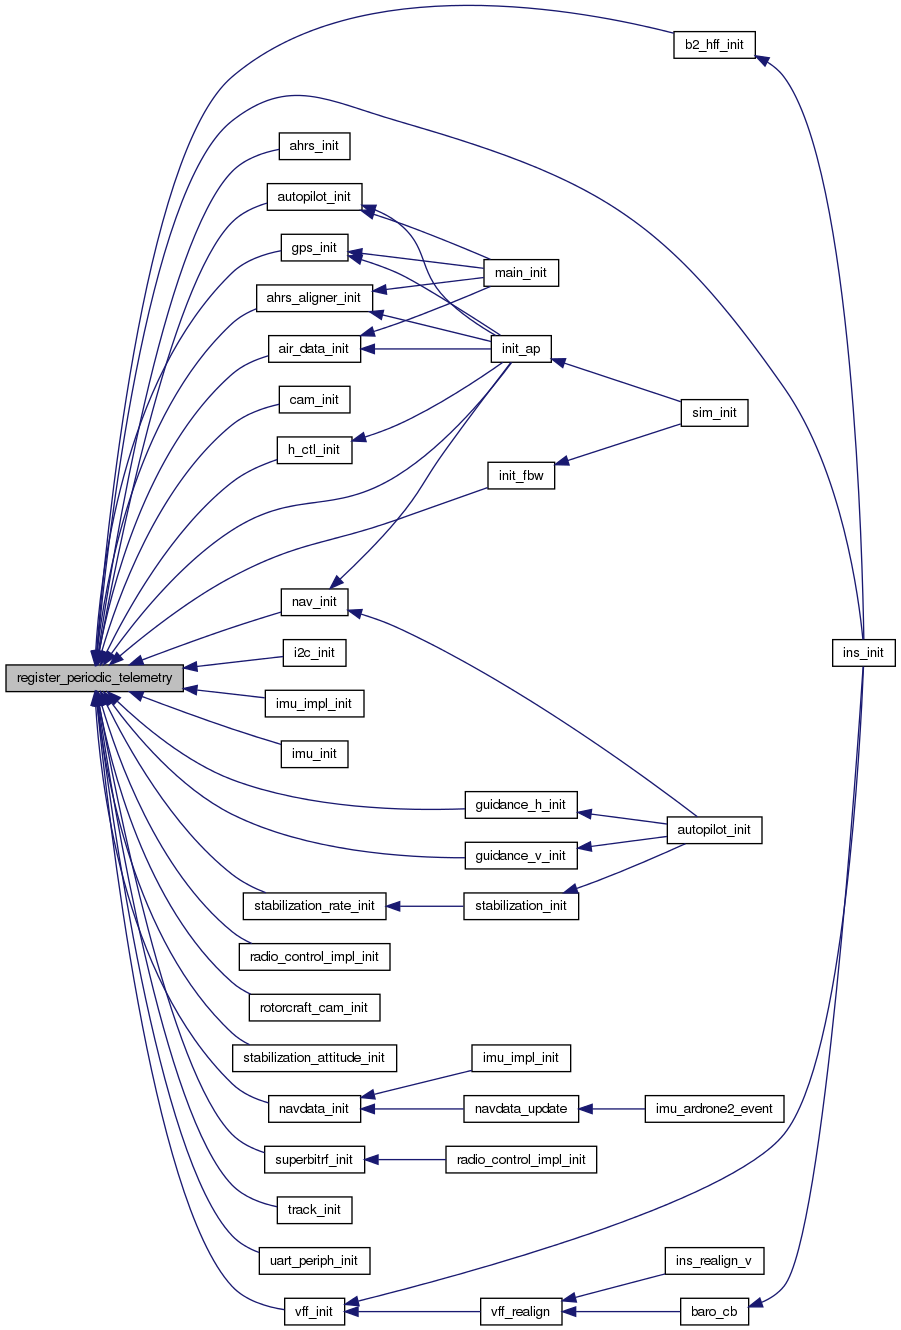 b2_hff_init
ahrs_init
autopilot_init
gps_init
main_init
ahrs_aligner_init
air_data_init
init_ap
cam_init
sim_init
h_ctl_init
init_fbw
nav_init
i2c_init
ins_init
register_periodic_telemetry
imu_impl_init
imu_init
guidance_h_init
autopilot_init
guidance_v_init
stabilization_rate_init
stabilization_init
radio_control_impl_init
rotorcraft_cam_init
stabilization_attitude_init
imu_impl_init
navdata_init
navdata_update
imu_ardrone2_event
superbitrf_init
radio_control_impl_init
track_init
uart_periph_init
ins_realign_v
vff_init
vff_realign
baro_cb